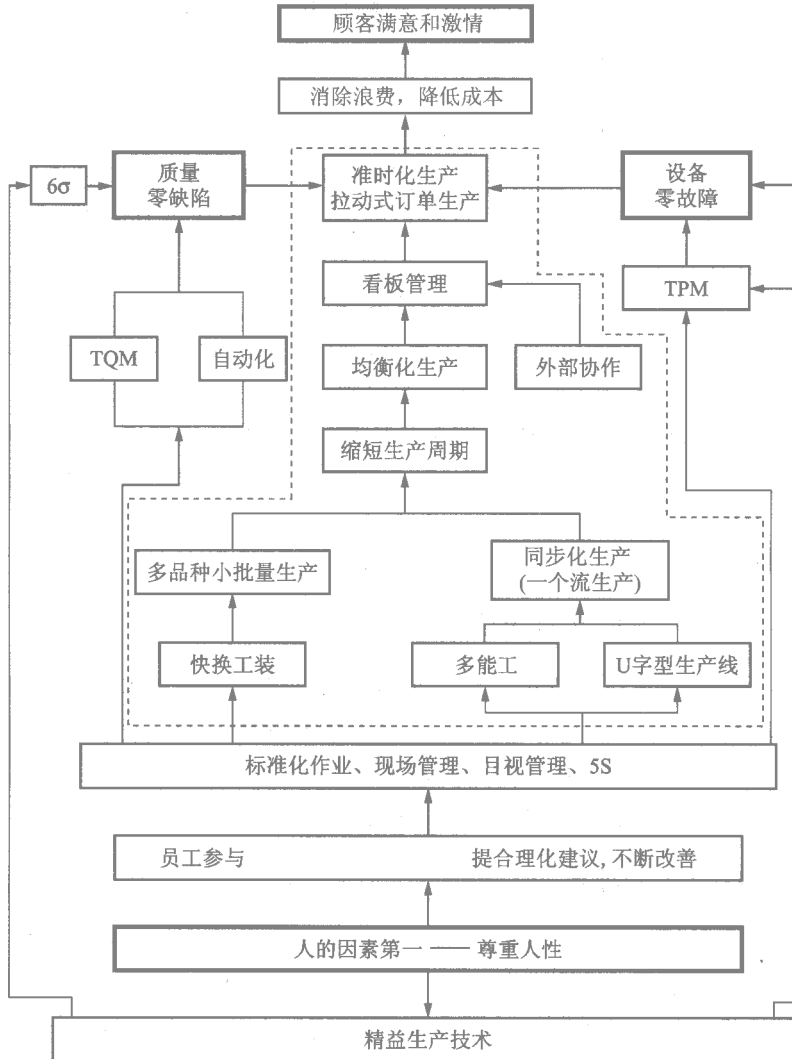 顾客满意和激情
消除浪费，降低成本
6σ
质量
零缺陷
准时化生产
拉动式订单生产
设备
零故障
看板管理
TPM
TQM
自动化
均衡化生产
外部协作
缩短生产周期
多品种小批量生产
同步化生产
(一个流生产)
快换工装
多能工
U字型生产线
标准化作业、现场管理、目视管理、5S
员工参与 提合理化建议,不断改善
人的因素第一 —— 尊重人性
精益生产技术